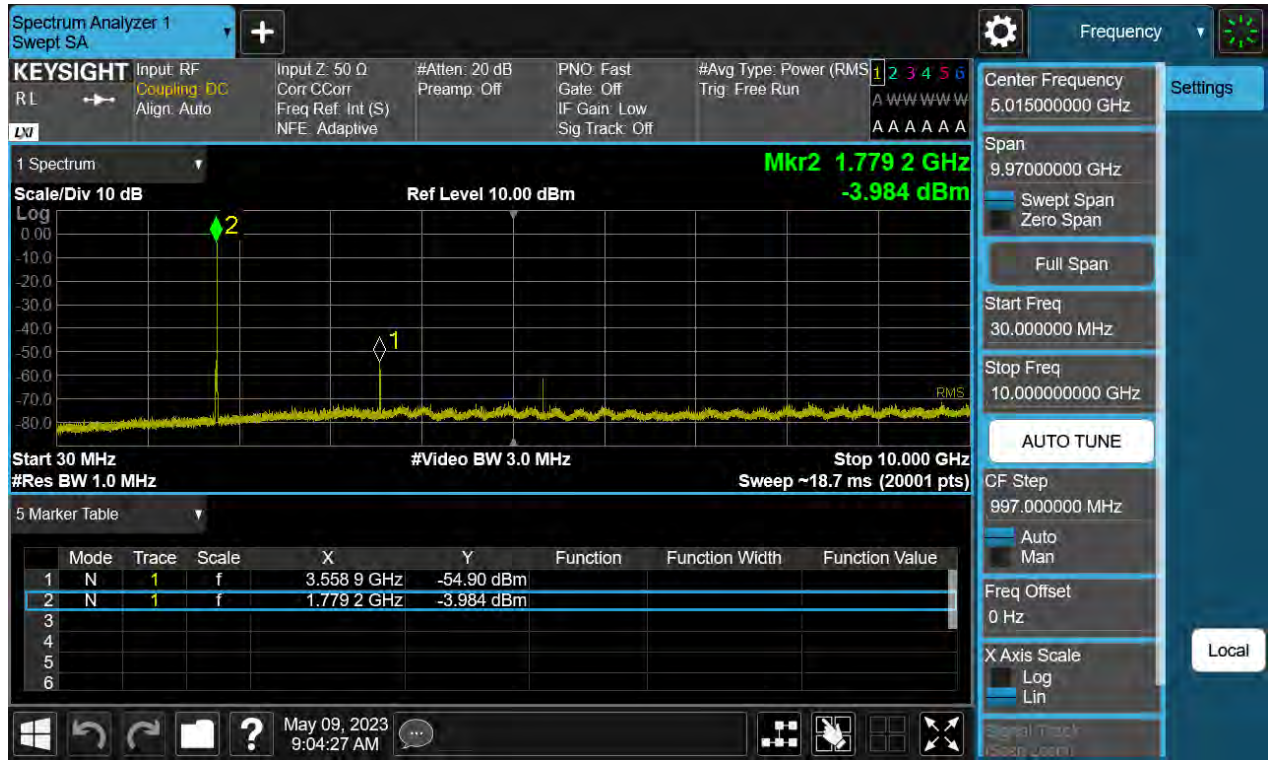 Spectrum Analyzer 1
Swept SA
+
Frequency
KEYSIGHT
RL
LXI
Input: RF
Coupling: DC
Align: Auto
Input Z: 50 Ω
Corr CCorr
Freq Ref: Int (S)
NFE: Adaptive
#Atten: 20 dB
Preamp: Off
PNO: Fast
Gate: Off
IF Gain: Low
Sig Track: Off
#Avg Type: Power (RMS
Trig: Free Run
1 2 3 4 5 6
A W W W W W
A A A A A A
1 Spectrum
Mkr2 1.779 2 GHz
-3.984 dBm
Scale/Div 10 dB
Ref Level 10.00 dBm
Log
0.00
-10.0
-20.0
-30.0
-40.0
-50.0
-60.0
-70.0
-80.0
2
1
RMS
Start 30 MHz
#Video BW 3.0 MHz
Stop 10.000 GHz
#Res BW 1.0 MHz
Sweep ~18.7 ms (20001 pts)
5 Marker Table
Mode Trace Scale X Y Function Function Width Function Value
1 N 1 f 3.558 9 GHz -54.90 dBm
2 N 1 f 1.779 2 GHz -3.984 dBm
3
4
5
6
?
May 09, 2023
9:04:27 AM
Center Frequency
5.015000000 GHz
Span
9.97000000 GHz
Swept Span
Zero Span
Full Span
Start Freq
30.000000 MHz
Stop Freq
10.000000000 GHz
AUTO TUNE
CF Step
997.000000 MHz
Auto
Man
Freq Offset
0 Hz
X Axis Scale
Log
Lin
Signal Track
(Span Zoom)
Settings
Local